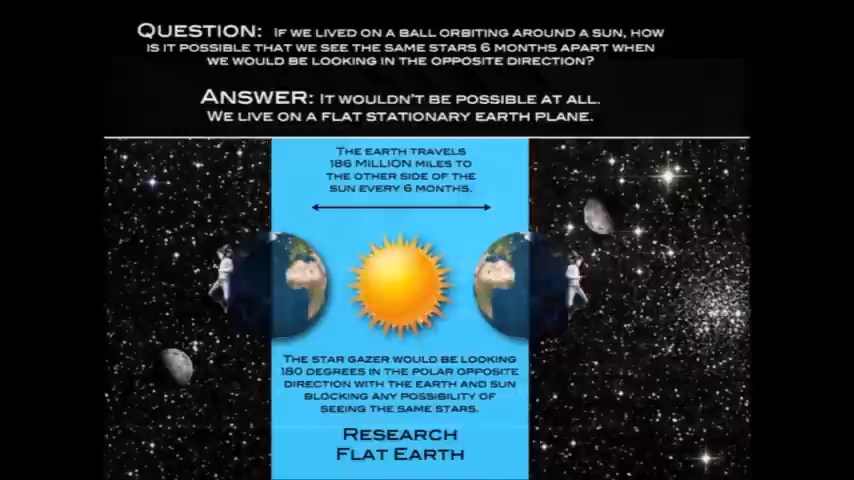 QUESTION: IF WE LIVED ON A BALL ORBITING AROUND A SUN, HOW
IS IT POSSIBLE THAT WE SEE THE SAME STARS 6 MONTHS APART WHEN
WE WOULD BE LOOKING IN THE OPPOSITE DIRECTION?
ANSWER: IT WOULDN'T BE POSSIBLE AT ALL.
WE LIVE ON A FLAT STATIONARY EARTH PLANE.
THE EARTH TRAVELS
186 MILLION MILES TO
THE OTHER SIDE OF THE
SUN EVERY 6 MONTHS.
THE STAR GAZER WOULD BE LOOKING
180 DEGREES IN THE POLAR OPPOSITE
DIRECTION WITH THE EARTH AND SUN
BLOCKING ANY POSSIBILITY OF
SEEING THE SAME STARS.
RESEARCH
FLAT EARTH